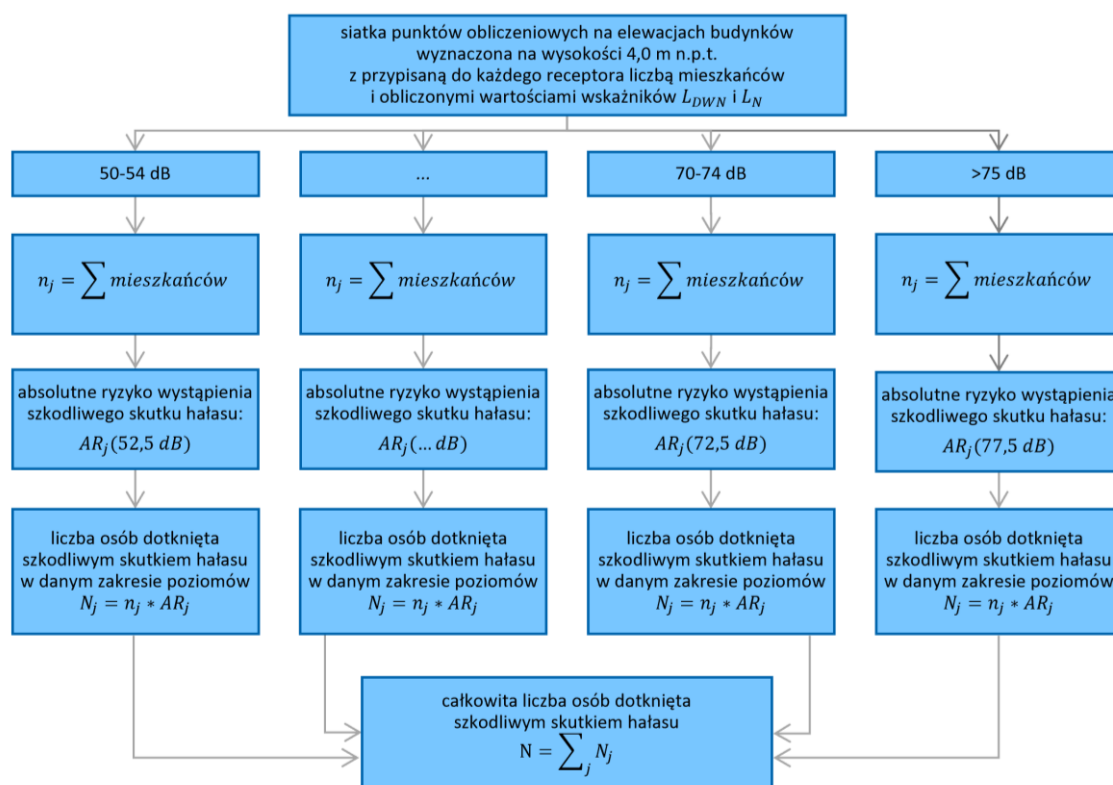 siatka punktów obliczeniowych na elewacjach budynków
wyznaczona na wysokości 4,0 m n.p.t.
z przypisaną do każdego receptora liczbą mieszkańców
i obliczonymi wartościami wskaźników L_DWN i L_N
50-54 dB
...
70-74 dB
>75 dB
n_j = ∑ mieszkańców
n_j = ∑ mieszkańców
n_j = ∑ mieszkańców
n_j = ∑ mieszkańców
absolutne ryzyko wystąpienia
szkodliwego skutku hałasu:
AR_j(52,5 dB)
absolutne ryzyko wystąpienia
szkodliwego skutku hałasu:
AR_j(... dB)
absolutne ryzyko wystąpienia
szkodliwego skutku hałasu:
AR_j(72,5 dB)
absolutne ryzyko wystąpienia
szkodliwego skutku hałasu:
AR_j(77,5 dB)
liczba osób dotknięta
szkodliwym skutkiem hałasu
w danym zakresie poziomów
N_j = n_j * AR_j
liczba osób dotknięta
szkodliwym skutkiem hałasu
w danym zakresie poziomów
N_j = n_j * AR_j
liczba osób dotknięta
szkodliwym skutkiem hałasu
w danym zakresie poziomów
N_j = n_j * AR_j
liczba osób dotknięta
szkodliwym skutkiem hałasu
w danym zakresie poziomów
N_j = n_j * AR_j
całkowita liczba osób dotknięta
szkodliwym skutkiem hałasu
N = ∑_j N_j